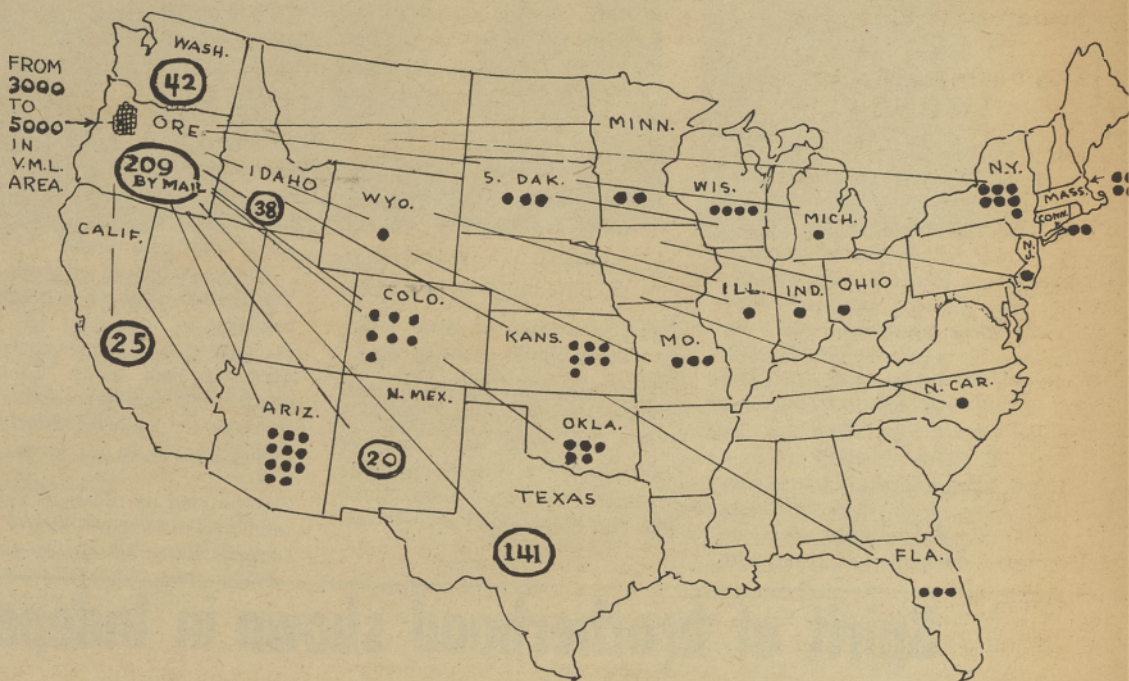 FROM
3000
TO
5000
IN
V.M.L.
AREA.
WASH.
42
ORE
209
BY MAIL
IDAHO
38
CALIF.
25
WYO.
S. DAK.
MINN.
WIS.
MICH.
N.Y.
MASS.
CONN.
N.J.
COLO.
KANS.
MO.
ILL.
IND.
OHIO
N. CAR.
ARIZ.
N. MEX.
20
OKLA.
TEXAS
141
FLA.